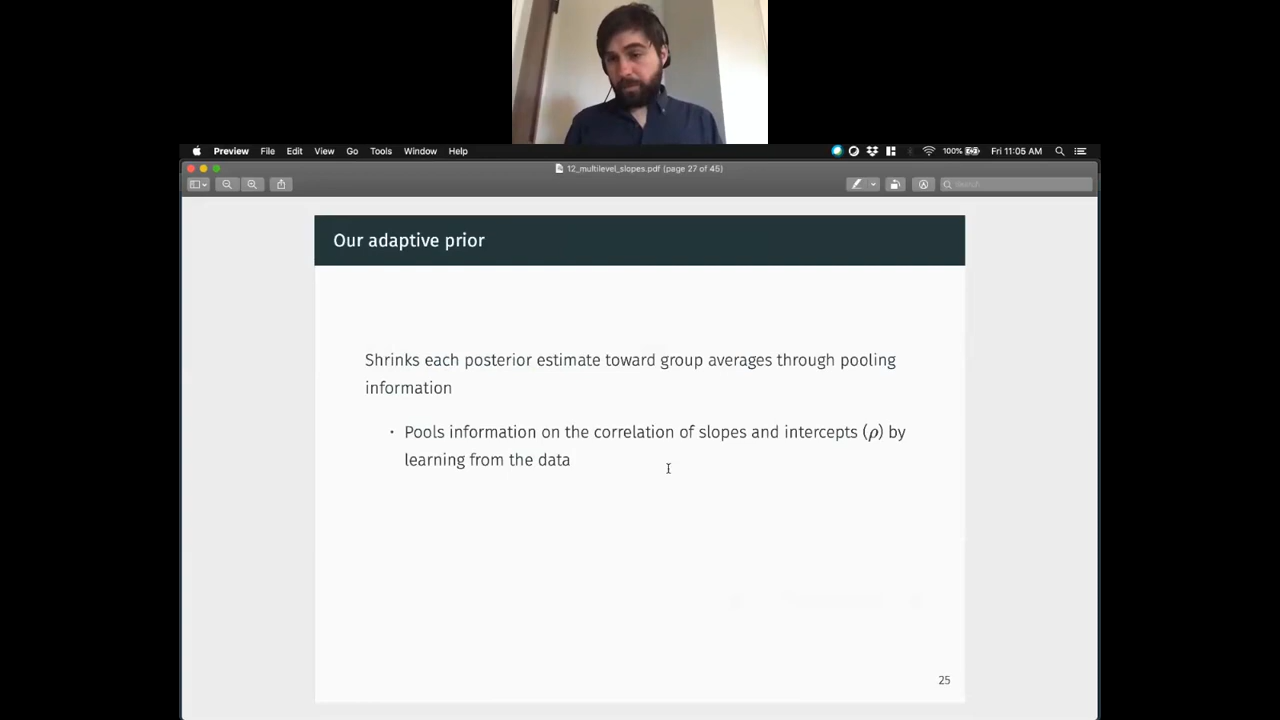 Preview File Edit View Go Tools Window Help 100% Fri 11:05 AM
12_multilevel_slopes.pdf (page 27 of 45)
Search
Our adaptive prior
Shrinks each posterior estimate toward group averages through pooling
information
· Pools information on the correlation of slopes and intercepts (ρ) by
learning from the data
25